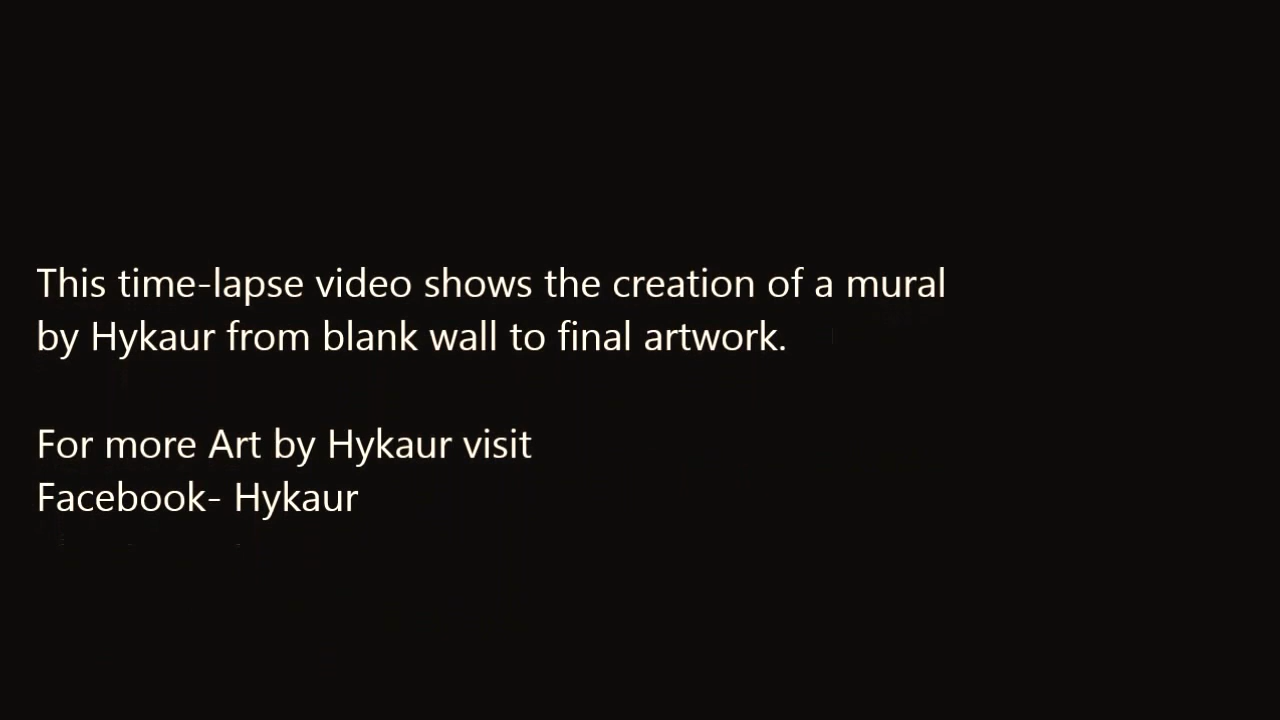 This time-lapse video shows the creation of a mural
by Hykaur from blank wall to final artwork.
For more Art by Hykaur visit
Facebook- Hykaur